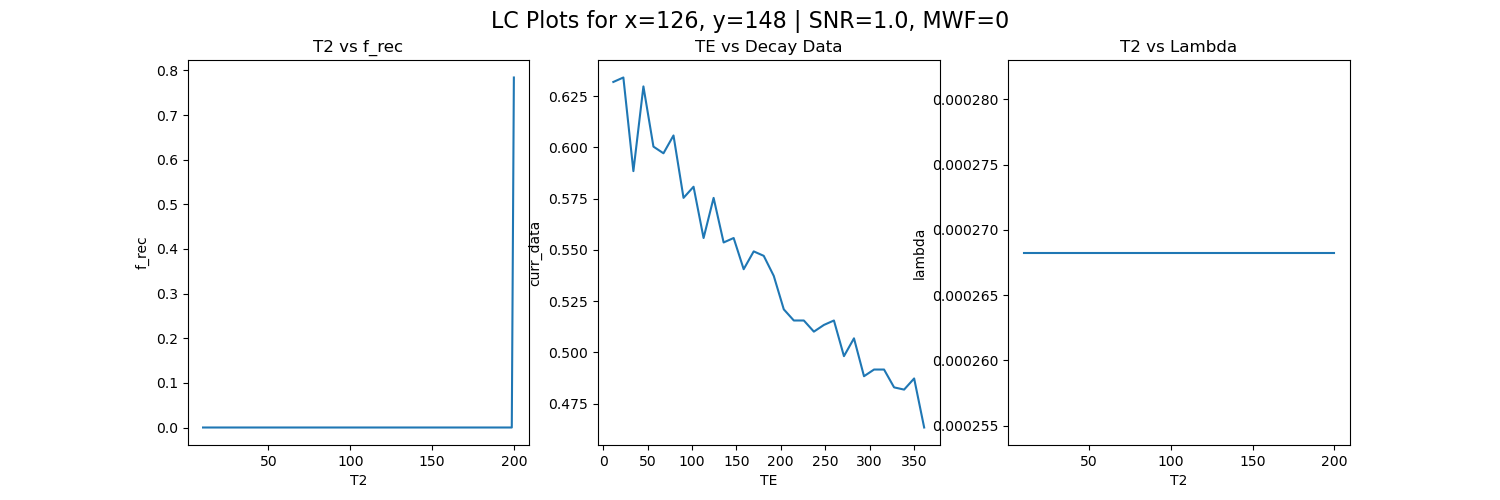 LC Plots for x=126, y=148 | SNR=1.0, MWF=0
T2 vs f_rec
0.8
0.7
0.6
0.5
0.4
0.3
0.2
0.1
0.0
f_rec
50 100 150 200
T2
TE vs Decay Data
0.625
0.600
0.575
0.550
0.525
0.500
0.475
curr_data
0 50 100 150 200 250 300 350
TE
T2 vs Lambda
0.000280
0.000275
0.000270
0.000265
0.000260
0.000255
lambda
50 100 150 200
T2